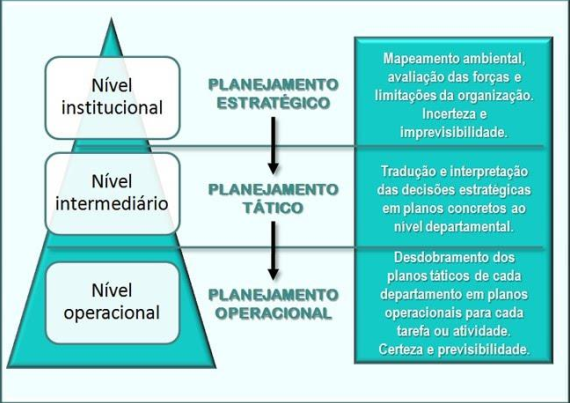 Nível
institucional
PLANEJAMENTO
ESTRATÉGICO
Mapeamento ambiental,
avaliação das forças e
limitações da organização.
Incerteza e
imprevisibilidade.
Nível
intermediário
PLANEJAMENTO
TÁTICO
Tradução e interpretação
das decisões estratégicas
em planos concretos ao
nível departamental.
Nível
operacional
PLANEJAMENTO
OPERACIONAL
Desdobramento dos
planos táticos de cada
departamento em planos
operacionais para cada
tarefa ou atividade.
Certeza e previsibilidade.